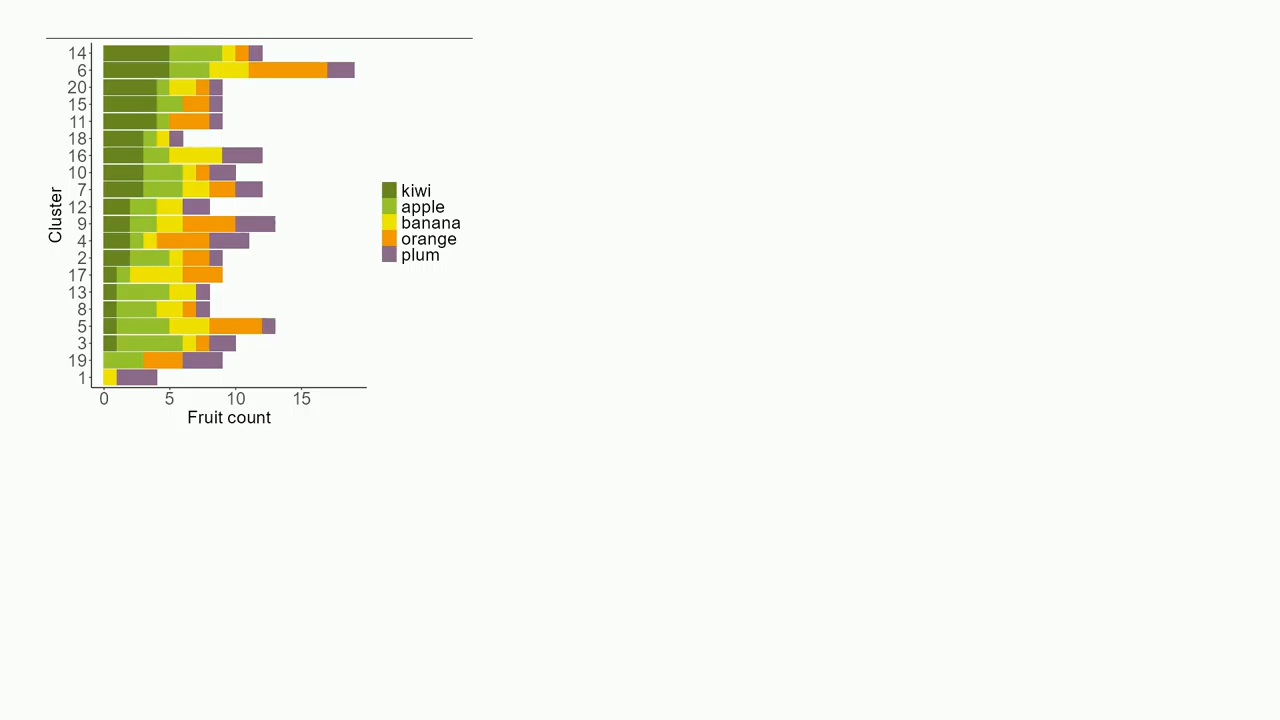 14
6
20
15
11
18
16
10
7
12
9
4
2
17
13
8
5
3
19
1
Cluster
0 5 10 15
Fruit count
kiwi
apple
banana
orange
plum